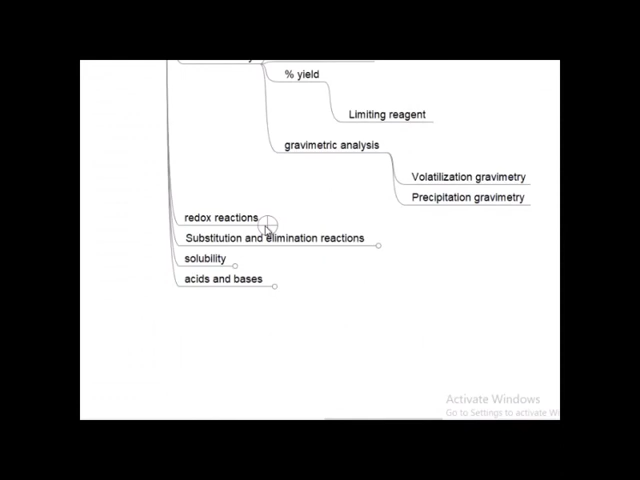 % yield
Limiting reagent
gravimetric analysis
Volatilization gravimetry
Precipitation gravimetry
redox reactions
Substitution and elimination reactions
solubility
acids and bases
Activate Windows
Go to Settings to activate Wi